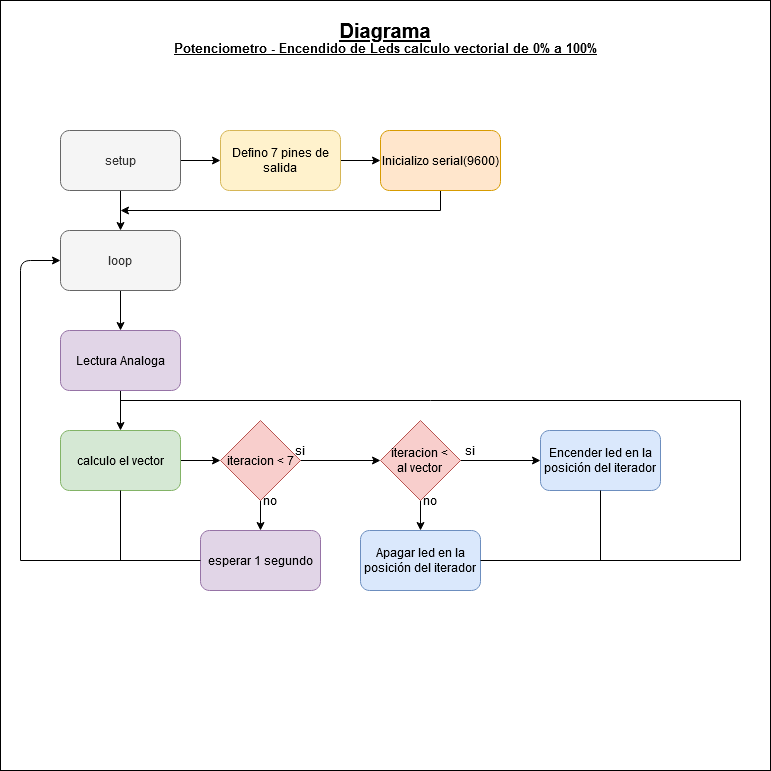 Diagrama
Potenciometro - Encendido de Leds calculo vectorial de 0% a 100%
setup
Defino 7 pines de
salida
Inicializo serial(9600)
loop
Lectura Analoga
calculo el vector
iteracion < 7
si
iteracion <
al vector
si
Encender led en la
posición del iterador
no
no
esperar 1 segundo
Apagar led en la
posición del iterador